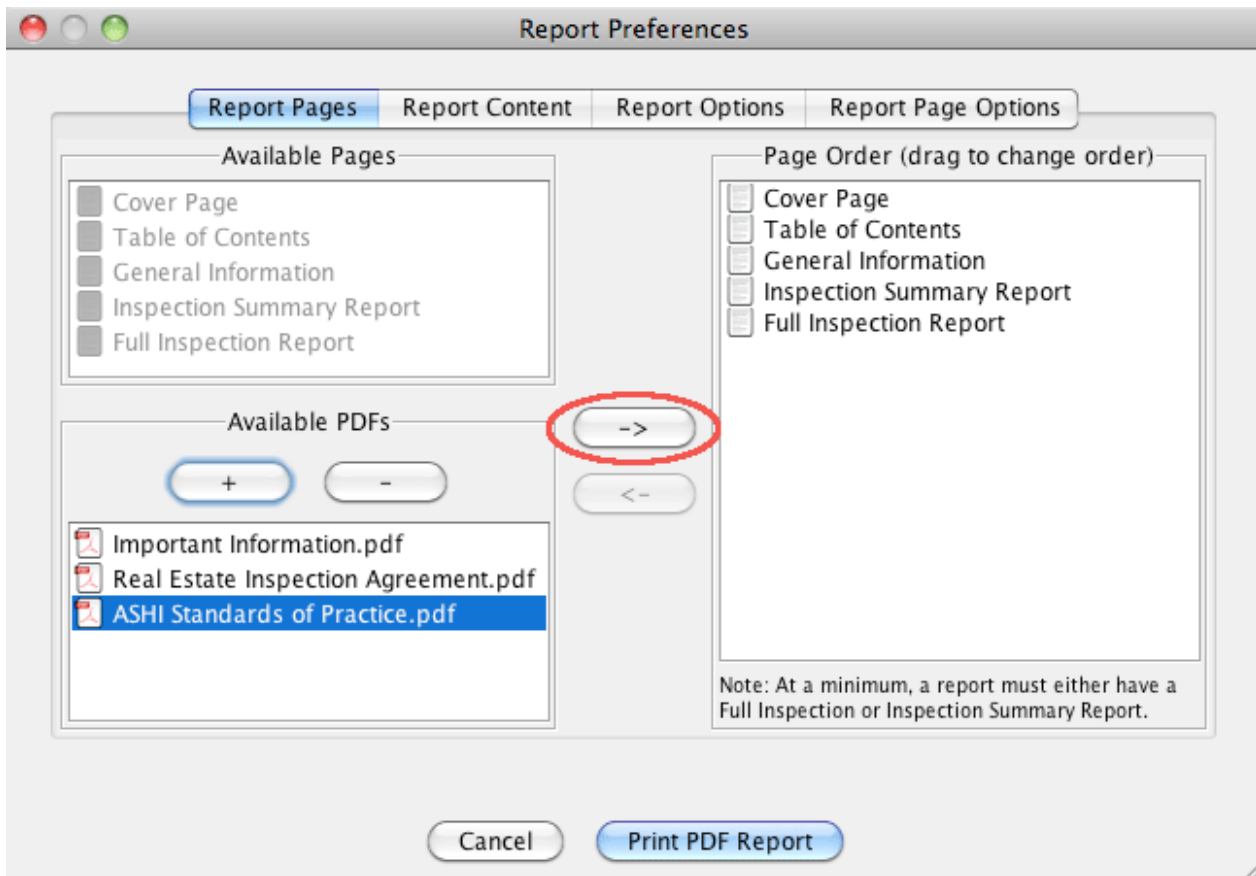 Report Preferences
Report Pages
Report Content
Report Options
Report Page Options
Available Pages
Cover Page
Table of Contents
General Information
Inspection Summary Report
Full Inspection Report
Available PDFs
+
-
Important Information.pdf
Real Estate Inspection Agreement.pdf
ASHI Standards of Practice.pdf
->
<-
Page Order (drag to change order)
Cover Page
Table of Contents
General Information
Inspection Summary Report
Full Inspection Report
Note: At a minimum, a report must either have a
Full Inspection or Inspection Summary Report.
Cancel
Print PDF Report